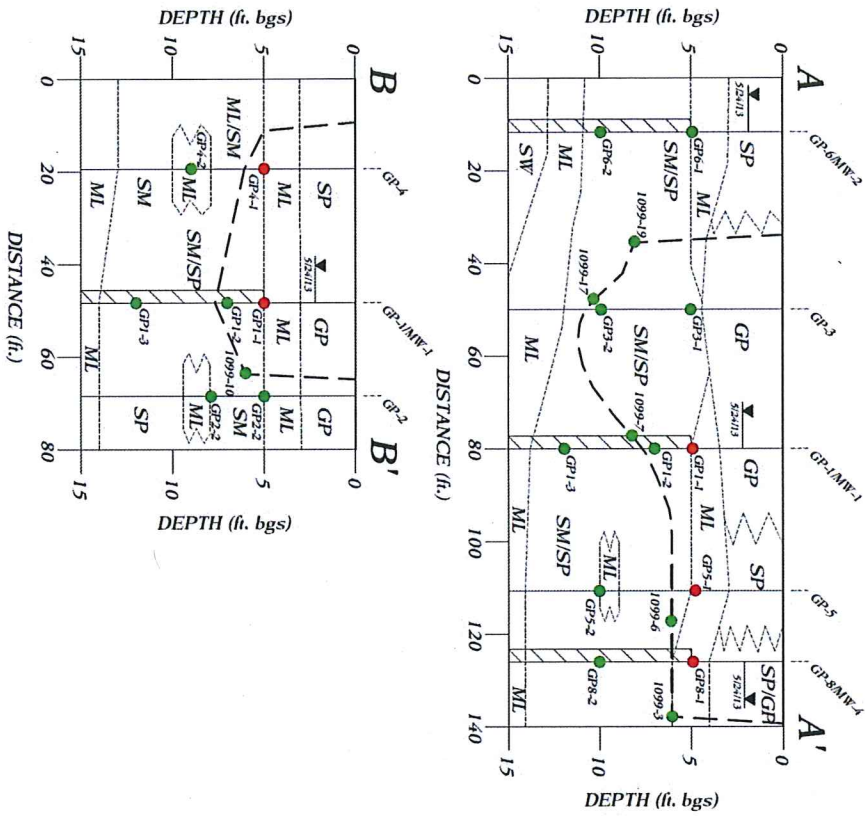 A
A'
GP-6/MW-2
GP-3
GP-1/MW-1
GP-5
GP-8/MW-4
DEPTH (ft. bgs)
0
5
10
15
DEPTH (ft. bgs)
0
5
10
15
5/24/13
5/24/13
5/24/13
SP
GP
GP
SP
SP/GP
ML
ML
GP6-1
GP3-1
GP1-1
GP5-1
GP8-1
SM/SP
1099-19
1099-17
GP3-2
SM/SP
1099-7
GP1-2
1099-6
1099-3
GP6-2
GP1-3
SM/SP
ML
GP5-2
GP8-2
ML
SW
ML
ML
ML
0
20
40
60
80
100
120
140
DISTANCE (ft.)
B
B'
GP-4
GP-1/MW-1
GP-2
DEPTH (ft. bgs)
0
5
10
15
DEPTH (ft. bgs)
0
5
10
15
5/24/13
SP
GP
GP
ML
ML
ML
GP4-1
GP1-1
GP2-2
ML/SM
SM/SP
GP1-2
1099-10
SM
GP4-2
ML
GP2-2
ML
SM
GP1-3
SP
ML
ML
0
20
40
60
80
DISTANCE (ft.)